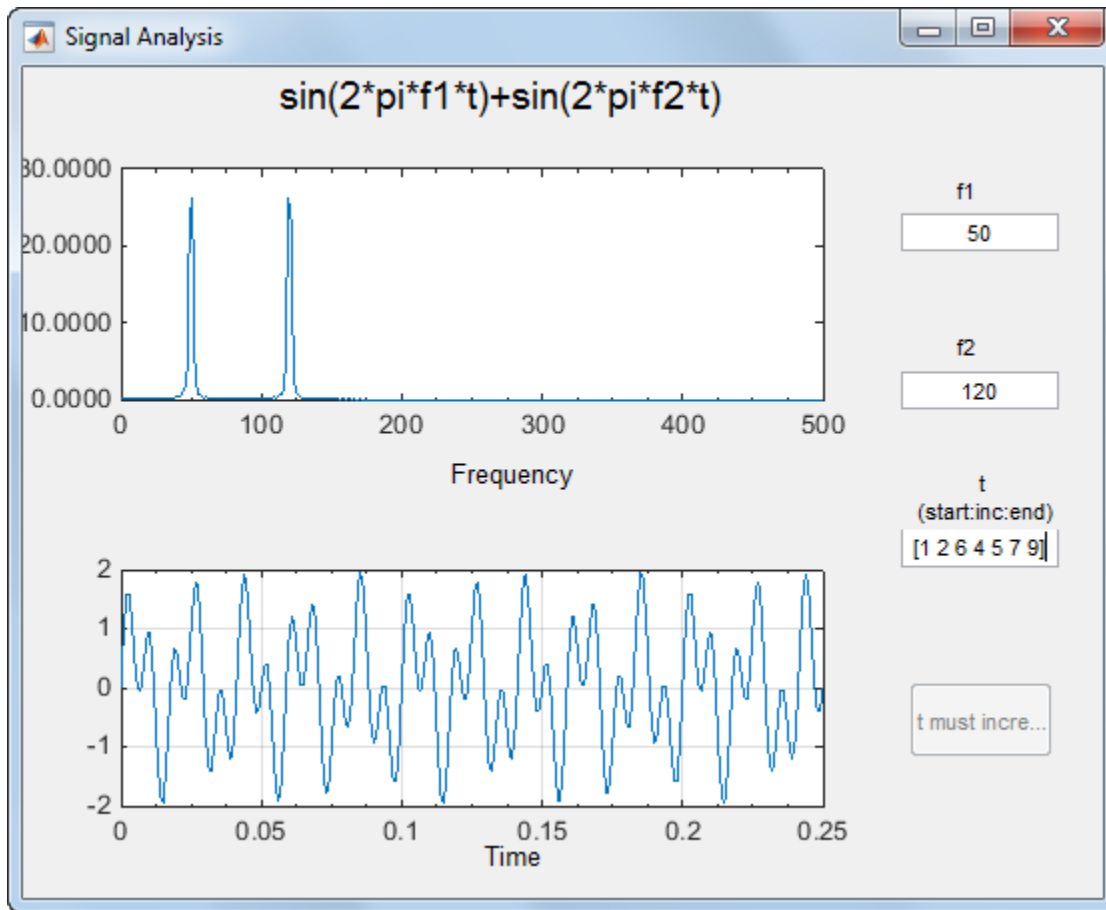 Signal Analysis
sin(2*pi*f1*t)+sin(2*pi*f2*t)
30.0000
20.0000
10.0000
0.0000
0 100 200 300 400 500
Frequency
f1
50
f2
120
t
(start:inc:end)
[1 2 6 4 5 7 9]
t must incre...
2
1
0
-1
-2
0 0.05 0.1 0.15 0.2 0.25
Time